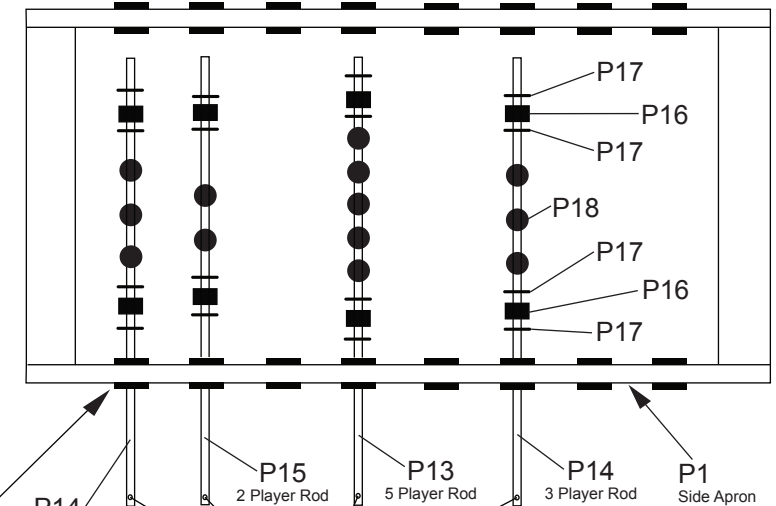 P17
P16
P17
P18
P17
P16
P17
P14
P15
2 Player Rod
P13
5 Player Rod
P14
3 Player Rod
P1
Side Apron